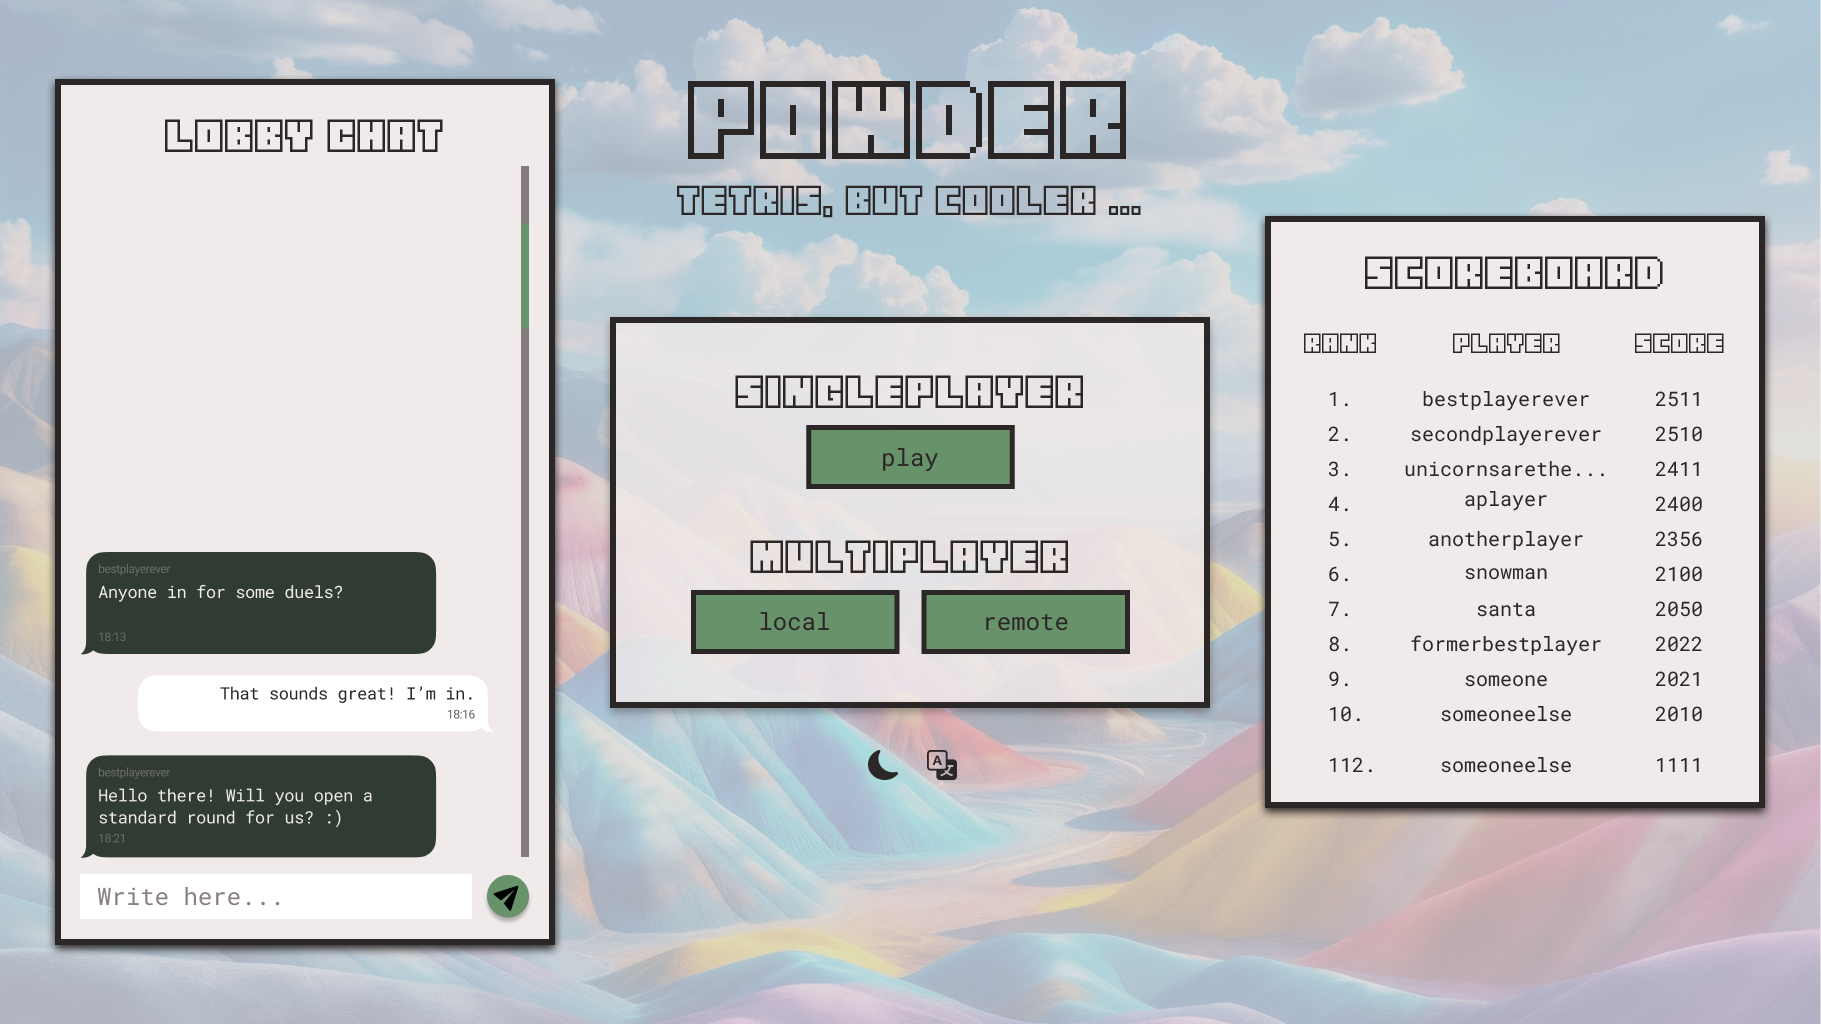 LOBBY CHAT
bestplayerever
Anyone in for some duels?
18:13
That sounds great! I’m in.
18:16
bestplayerever
Hello there! Will you open a
standard round for us? :)
18:21
Write here...
POWDER
TETRIS, BUT COOLER ...
SINGLEPLAYER
play
MULTIPLAYER
local remote
A 文
SCOREBOARD
RANK PLAYER SCORE
1. bestplayerever 2511
2. secondplayerever 2510
3. unicornsarethe... 2411
4. aplayer 2400
5. anotherplayer 2356
6. snowman 2100
7. santa 2050
8. formerbestplayer 2022
9. someone 2021
10. someoneelse 2010
112. someoneelse 1111